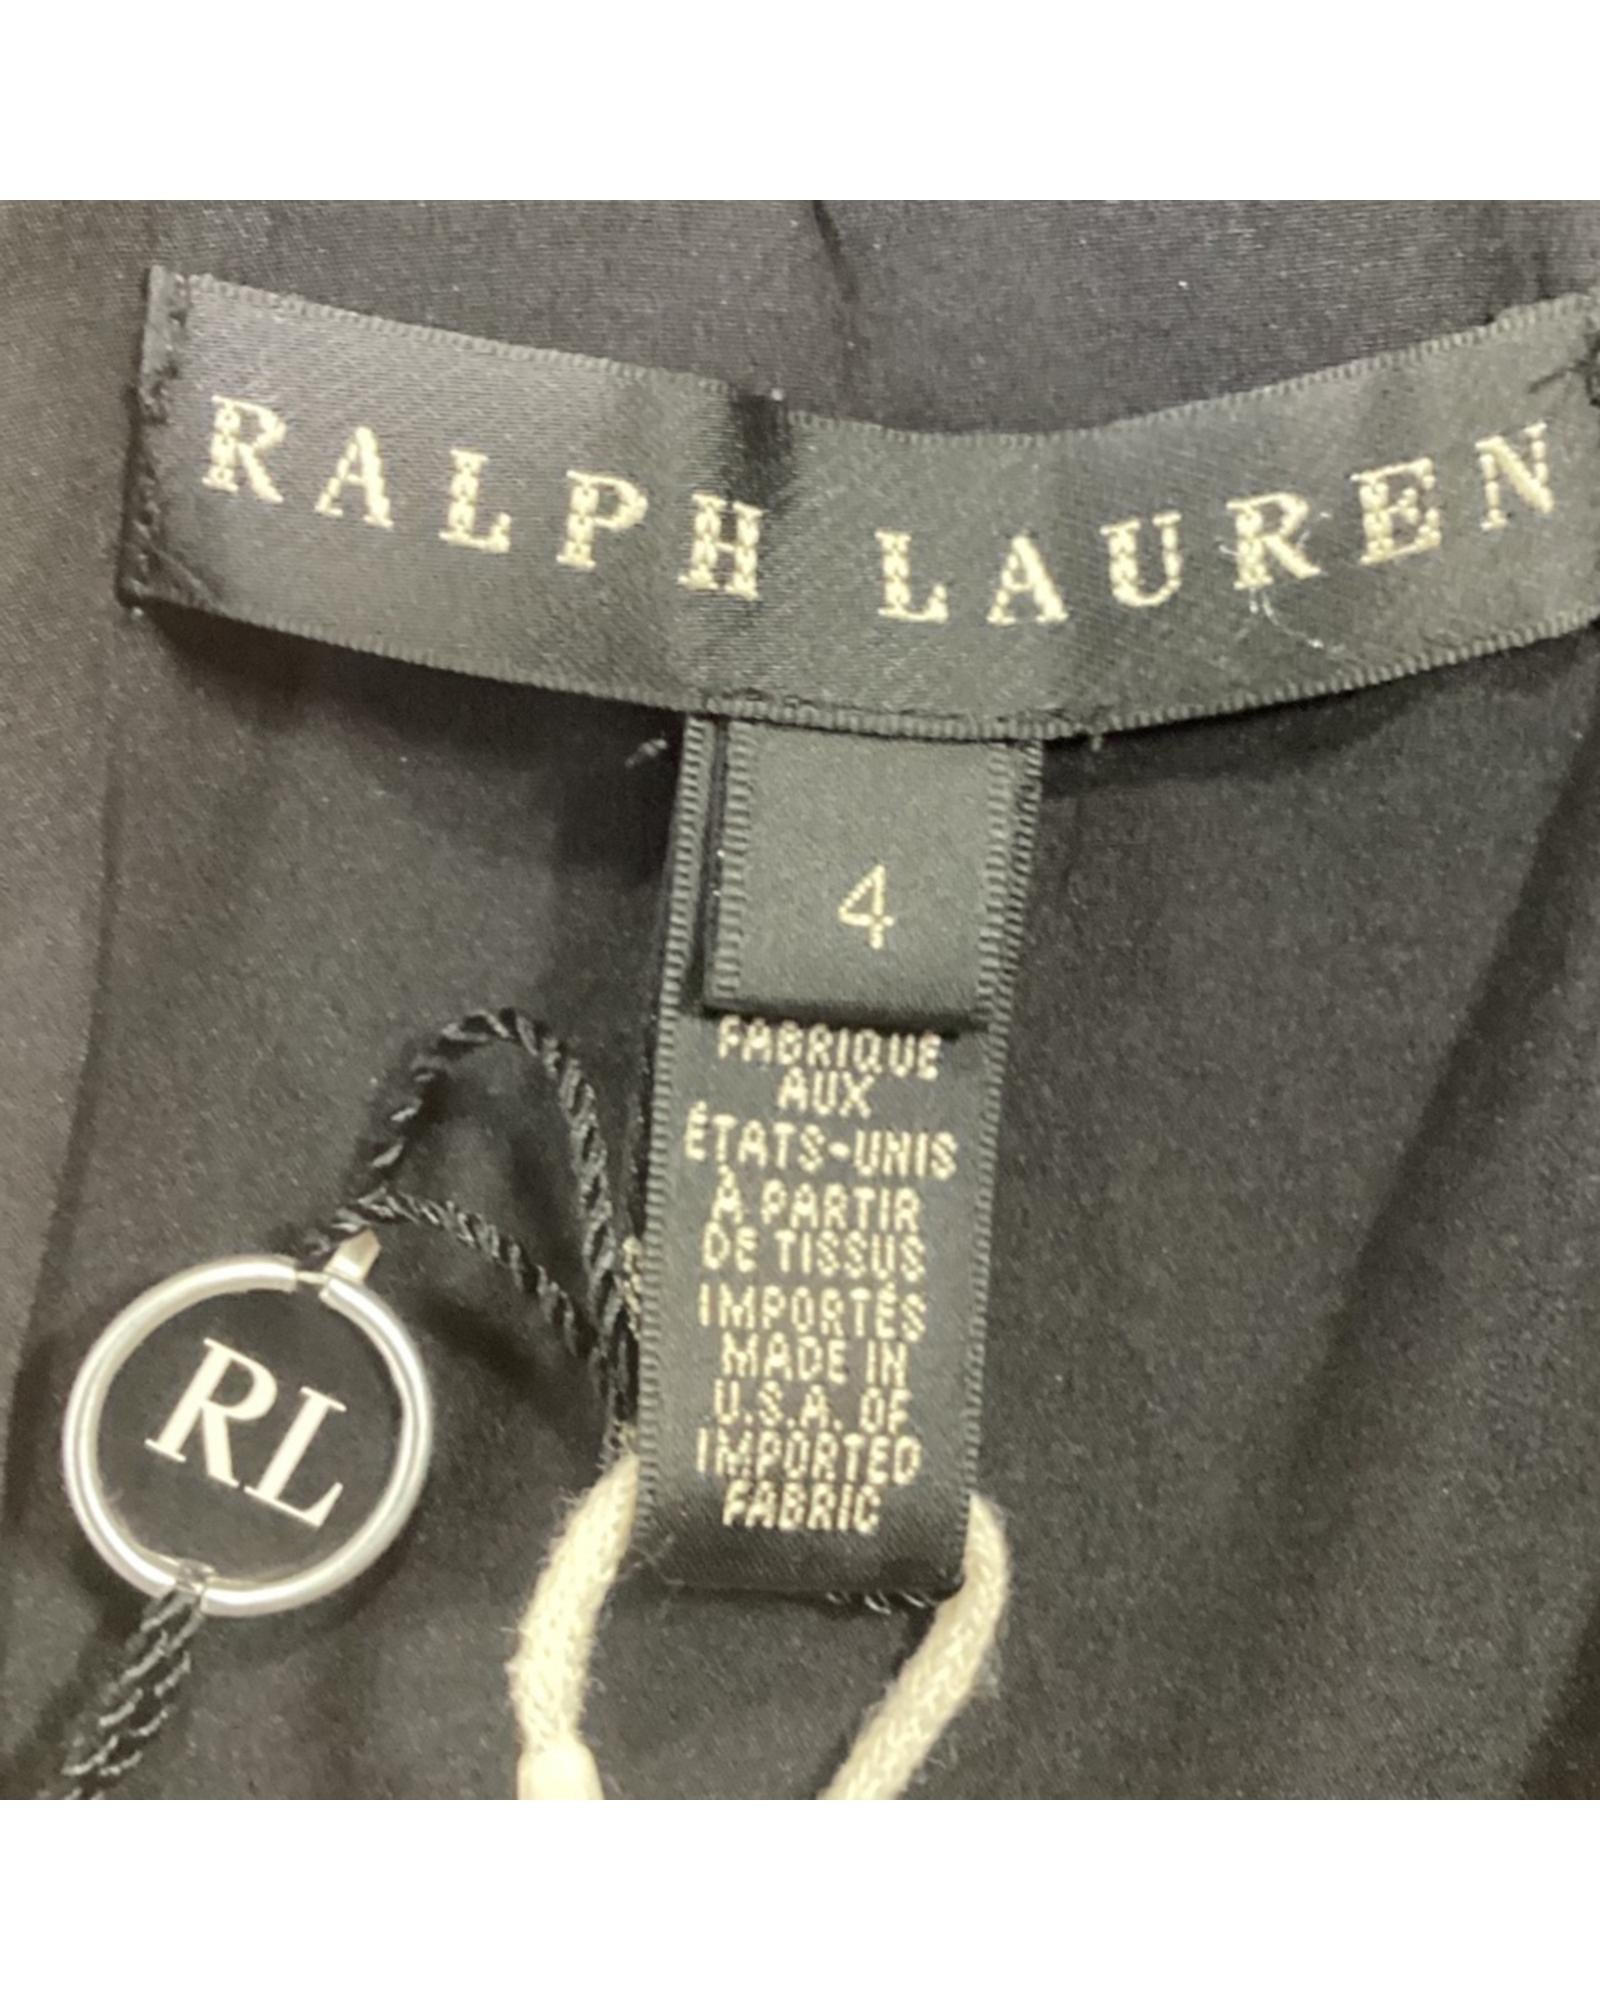 RALPH LAUREN
4
FABRIQUE
AUX
ÉTATS-UNIS
À PARTIR
DE TISSUS
IMPORTÉS
MADE IN
U.S.A. OF
IMPORTED
FABRIC
RL